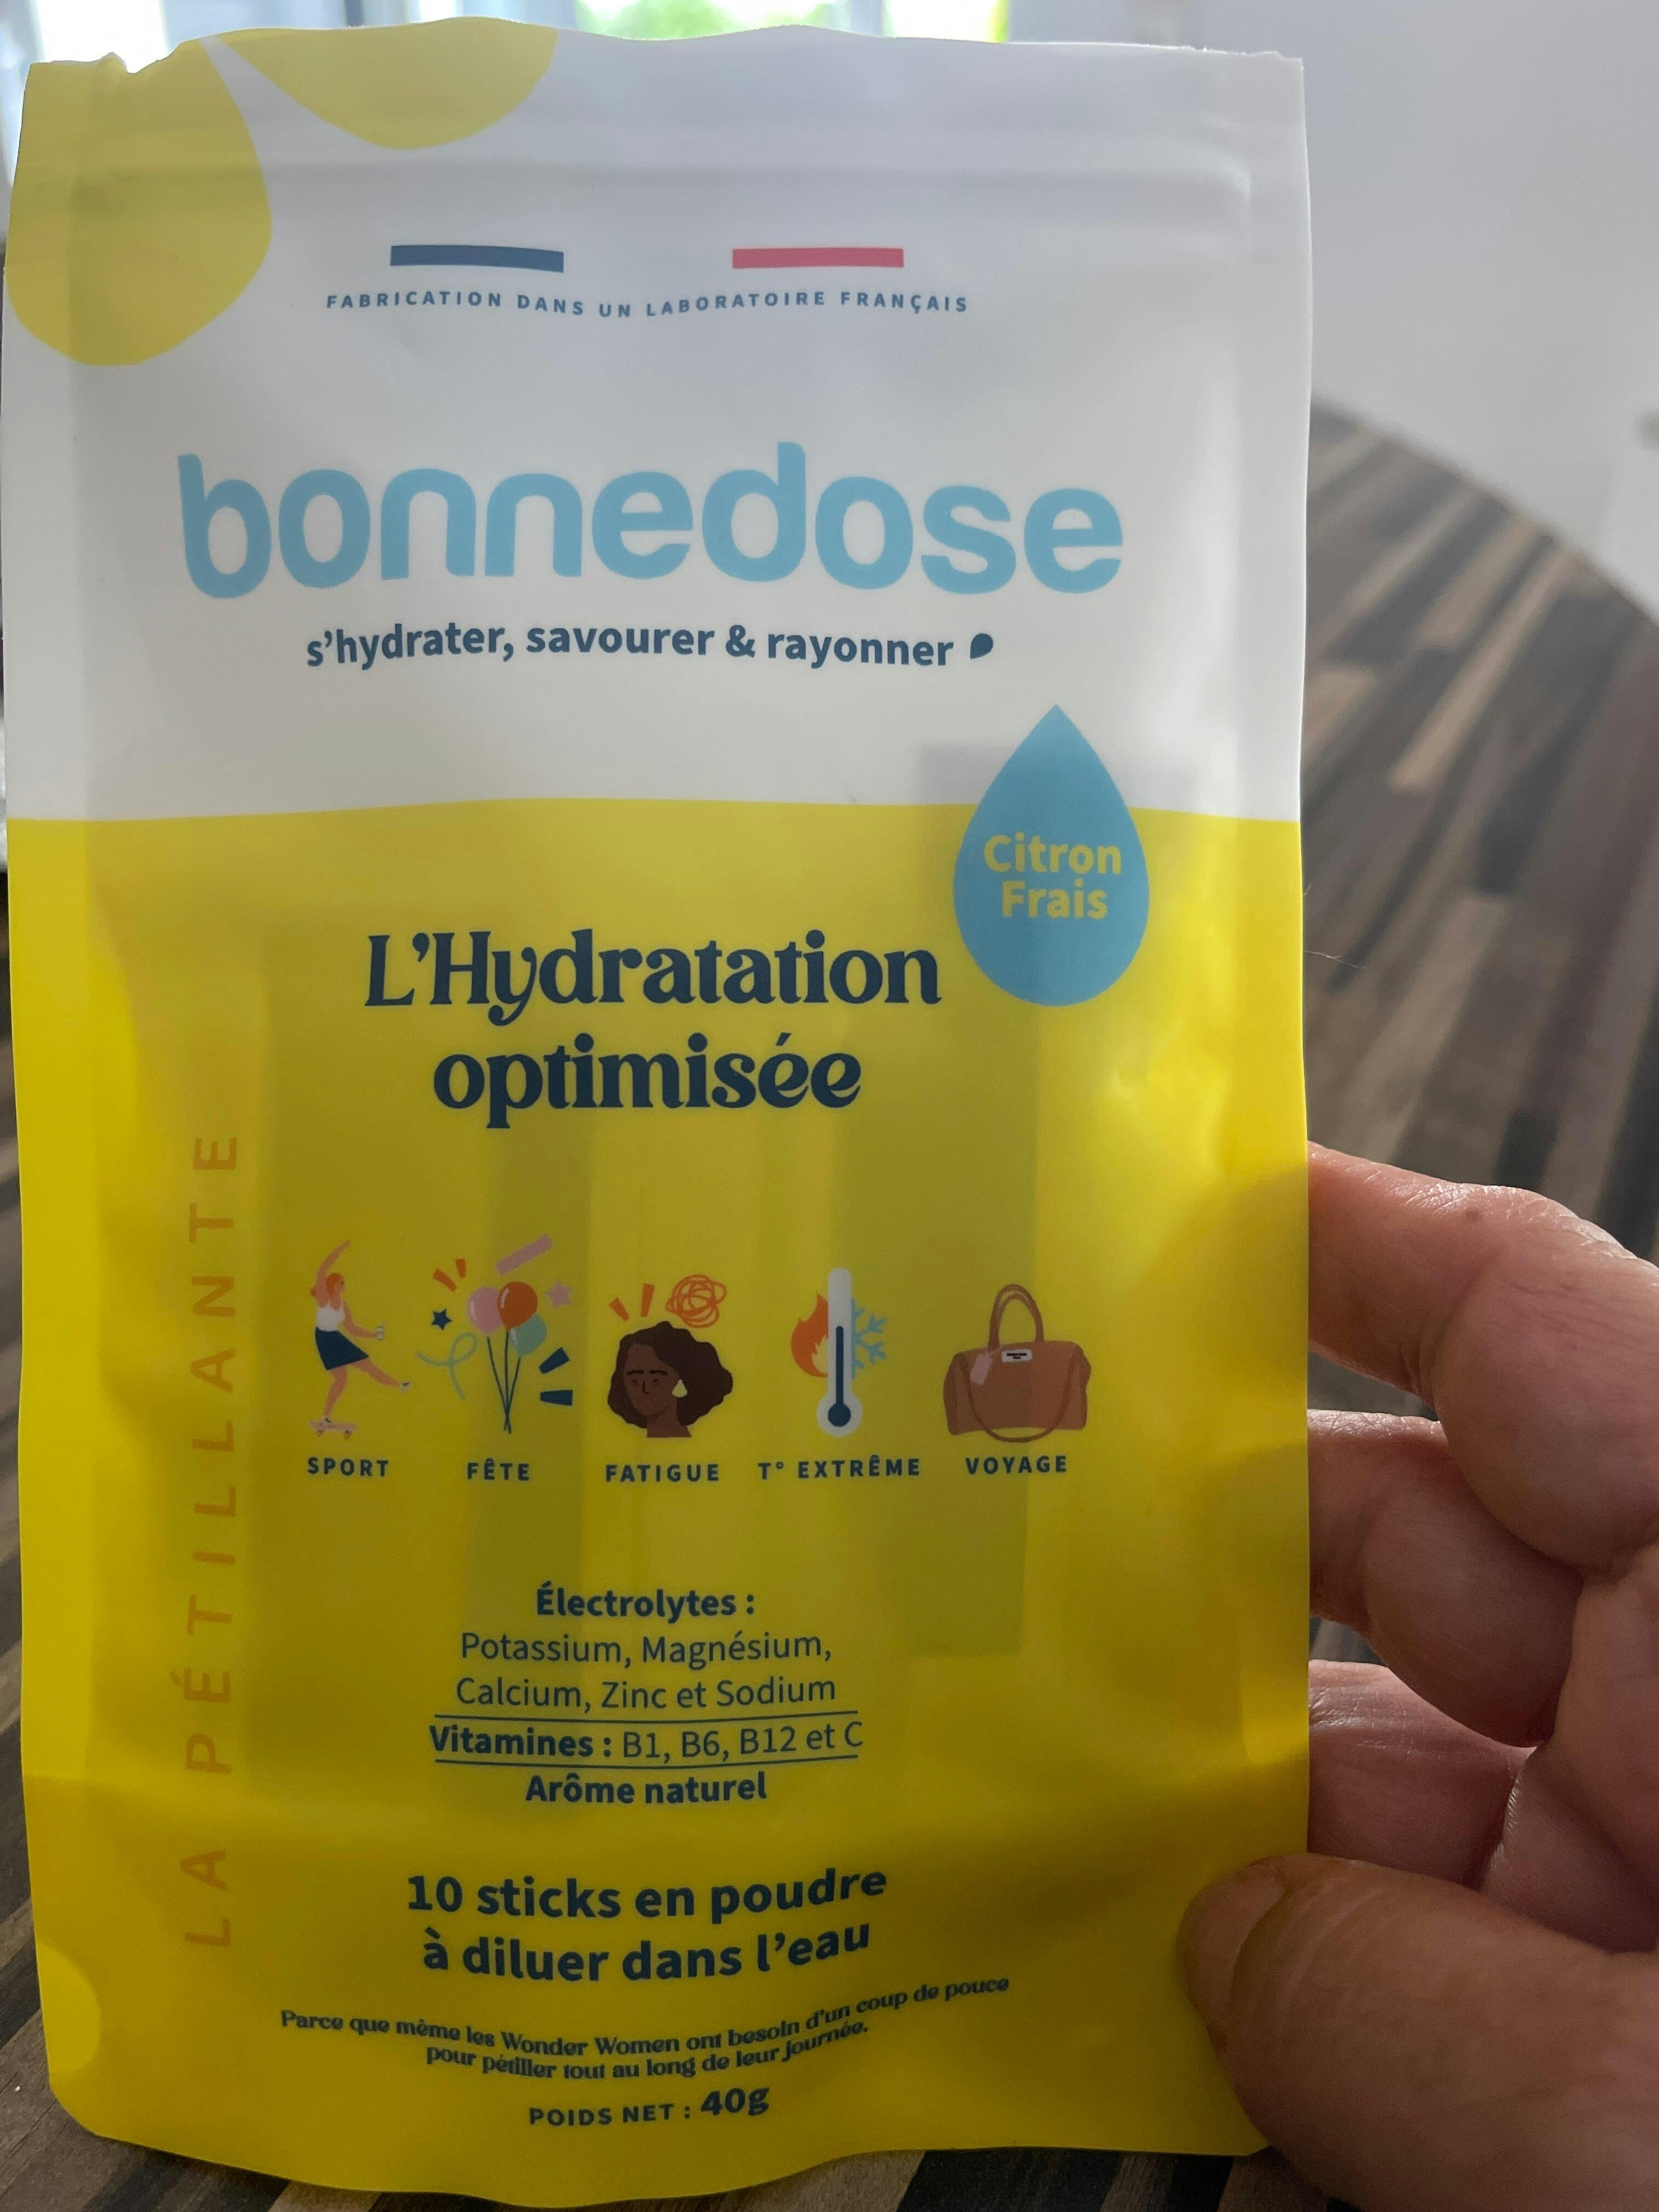 FABRICATION DANS UN LABORATOIRE FRANÇAIS
bonnedose
s'hydrater, savourer & rayonner
Citron
Frais
L'Hydratation
optimisée
LA PÉTILLANTE
SPORT FÊTE FATIGUE T° EXTRÊME VOYAGE
Électrolytes :
Potassium, Magnésium,
Calcium, Zinc et Sodium
Vitamines : B1, B6, B12 et C
Arôme naturel
10 sticks en poudre
à diluer dans l'eau
Parce que même les Wonder Women ont besoin d'un coup de pouce
pour pétiller tout au long de leur journée.
POIDS NET : 40g